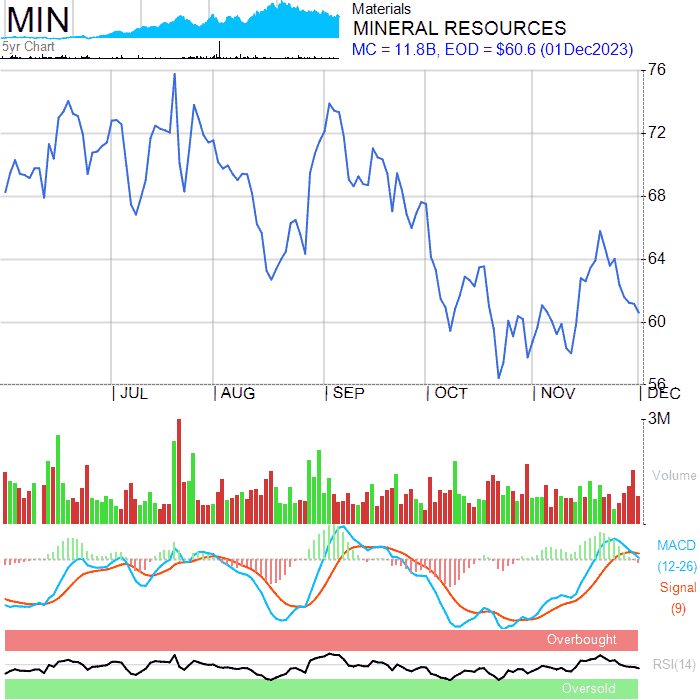 MIN
5yr Chart
Materials
MINERAL RESOURCES
MC = 11.8B, EOD = $60.6 (01Dec2023)
76
72
68
64
60
56
JUL AUG SEP OCT NOV DEC
3M
Volume
MACD
(12-26)
Signal
(9)
Overbought
RSI(14)
Oversold